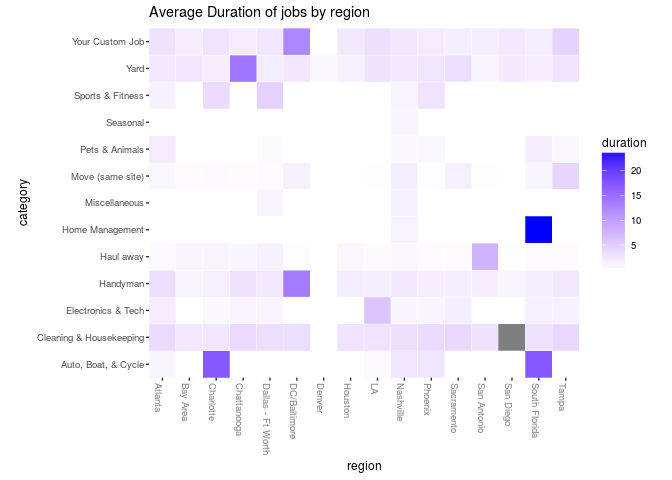 Average Duration of jobs by region
category
Your Custom Job
Yard
Sports & Fitness
Seasonal
Pets & Animals
Move (same site)
Miscellaneous
Home Management
Haul away
Handyman
Electronics & Tech
Cleaning & Housekeeping
Auto, Boat, & Cycle
Atlanta
Bay Area
Charlotte
Chattanooga
Dallas - Ft Worth
DC/Baltimore
Denver
Houston
LA
Nashville
Phoenix
Sacramento
San Antonio
San Diego
South Florida
Tampa
region
duration
20
15
10
5